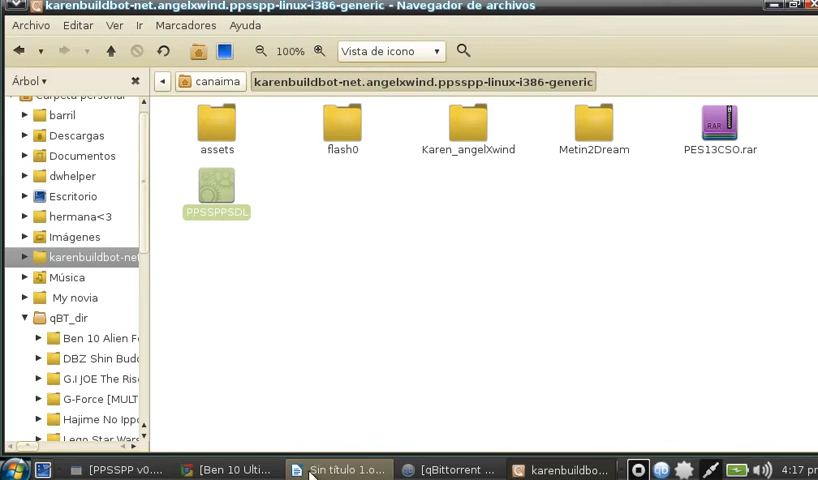 karenbuildbot-net.angelxwind.ppsspp-linux-i386-generic - Navegador de archivos
Archivo Editar Ver Ir Marcadores Ayuda
100% Vista de icono
Árbol canaima karenbuildbot-net.angelxwind.ppsspp-linux-i386-generic
Carpeta personal
barril
Descargas
Documentos
dwhelper
Escritorio
hermana<3
Imágenes
karenbuildbot-net
Música
My novia
qBT_dir
Ben 10 Alien F
DBZ Shin Budo
G.I JOE The Rise
G-Force [MULT
Hajime No Ippo
Lego Star Wars
assets flash0 Karen_angelXwind Metin2Dream PES13CSO.rar
RAR
PPSSPPSDL
[PPSSPP v0.... [Ben 10 Ulti... Sin título 1.o... [qBittorrent ... karenbuildbo... 4:17 pm